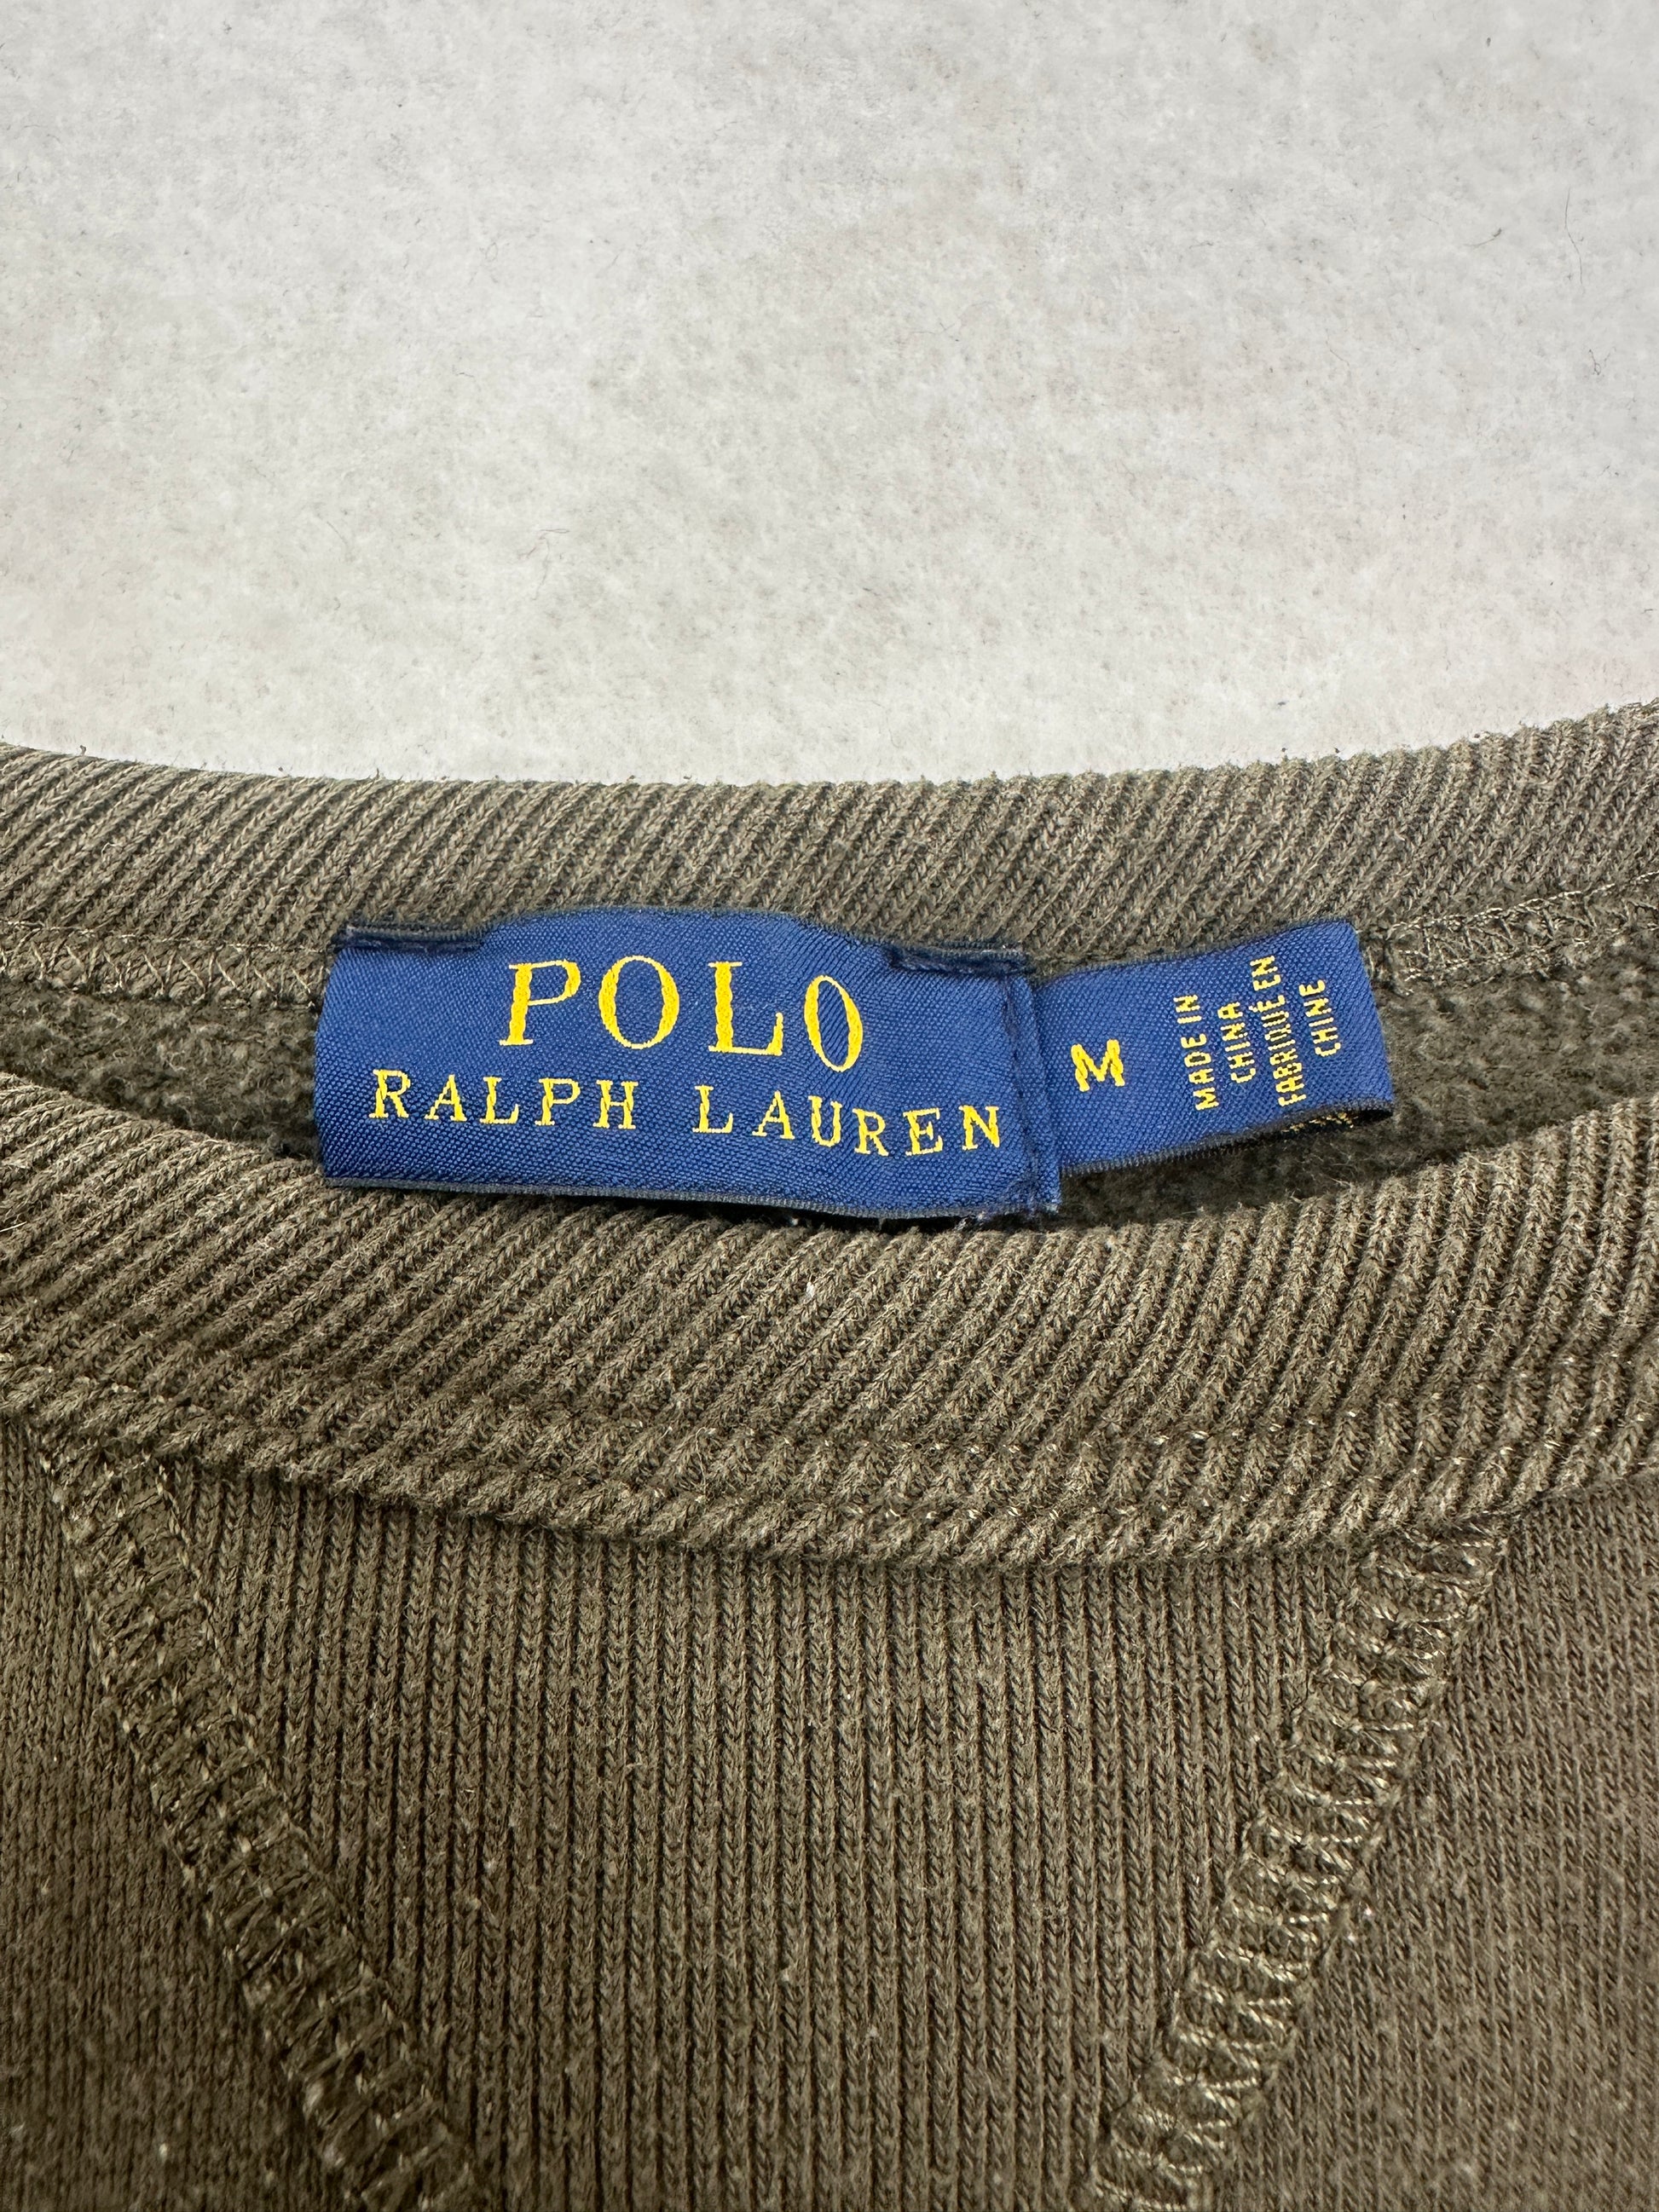 POLO
RALPH LAUREN
M
MADE IN
CHINA
FABRIQUÉ EN
CHINE